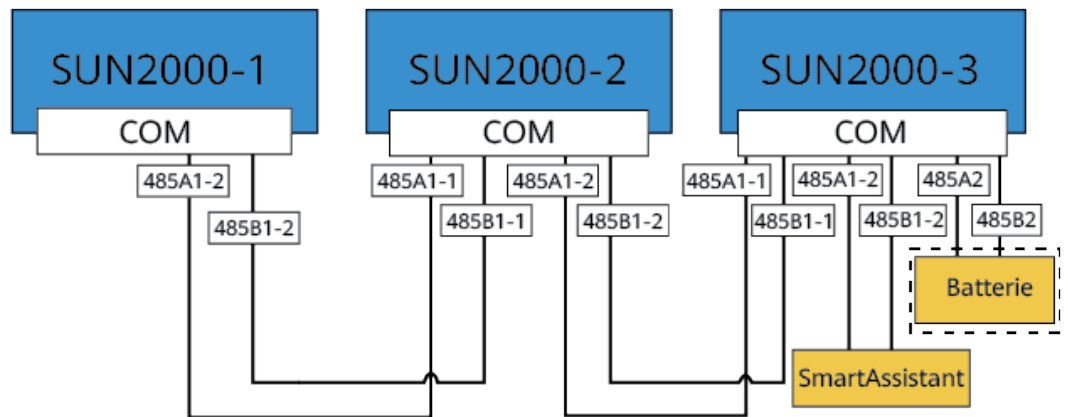 SUN2000-1
SUN2000-2
SUN2000-3
COM
COM
COM
485A1-2
485A1-1
485A1-2
485A1-1
485A1-2
485A2
485B1-2
485B1-1
485B1-2
485B1-1
485B1-2
485B2
Batterie
SmartAssistant